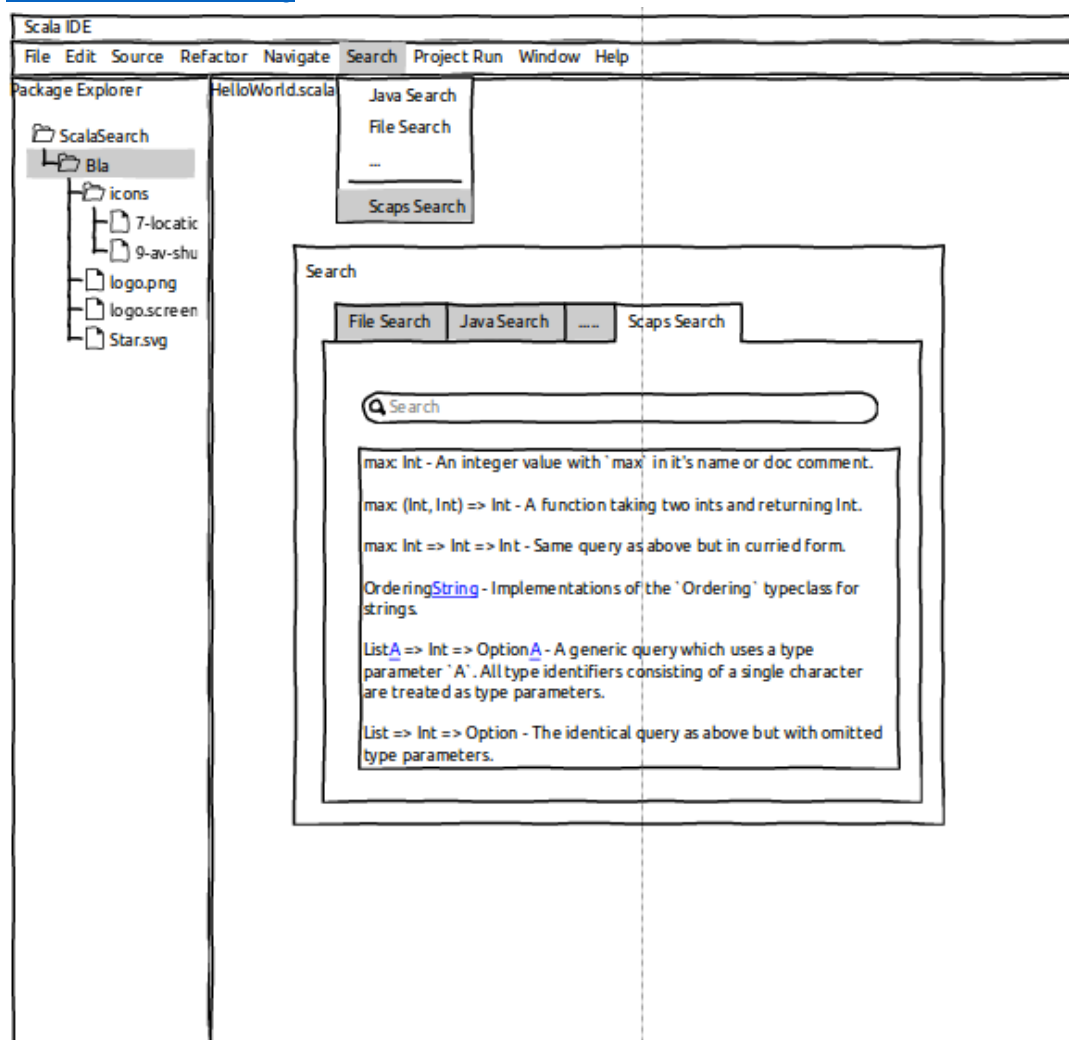 Scala IDE
File Edit Source Refactor Navigate Search Project Run Window Help
Package Explorer
ScalaSearch
Bla
icons
7-locatic
9-av-shu
logo.png
logo.screen
Star.svg
HelloWorld.scala
Java Search
File Search
...
Scaps Search
Search
File Search Java Search ..... Scaps Search
Search
max: Int - An integer value with `max` in it's name or doc comment.
max: (Int, Int) => Int - A function taking two ints and returning Int.
max: Int => Int => Int - Same query as above but in curried form.
OrderingString - Implementations of the `Ordering` typeclass for
strings.
ListA => Int => OptionA - A generic query which uses a type
parameter `A`. All type identifiers consisting of a single character
are treated as type parameters.
List => Int => Option - The identical query as above but with omitted
type parameters.